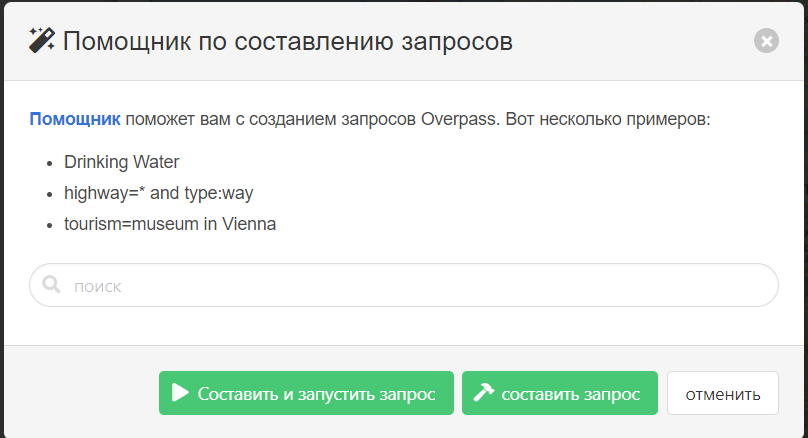 Помощник по составлению запросов
Помощник поможет вам с созданием запросов Overpass. Вот несколько примеров:
Drinking Water
highway=* and type:way
tourism=museum in Vienna
поиск
Составить и запустить запрос
составить запрос
отменить